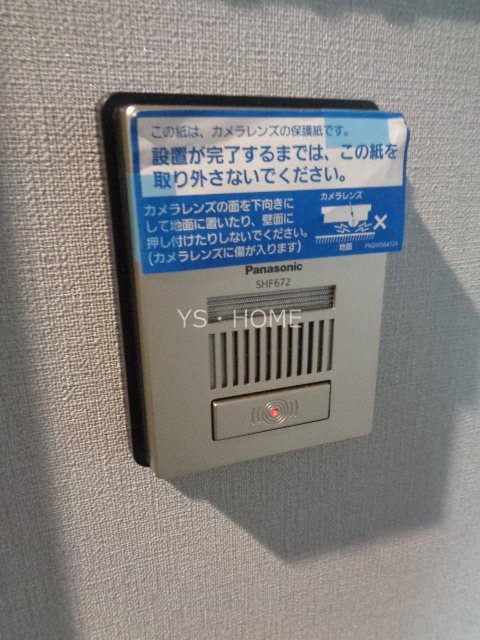 この紙は、カメラレンズの保護紙です。
設置が完了するまでは、この紙を
取り外さないでください。
カメラレンズの面を下向きに
して地面に置いたり、壁面に
押し付けたりしないでください。
(カメラレンズに傷が入ります)
カメラレンズ
地面
Panasonic
SHF672
YS・HOME